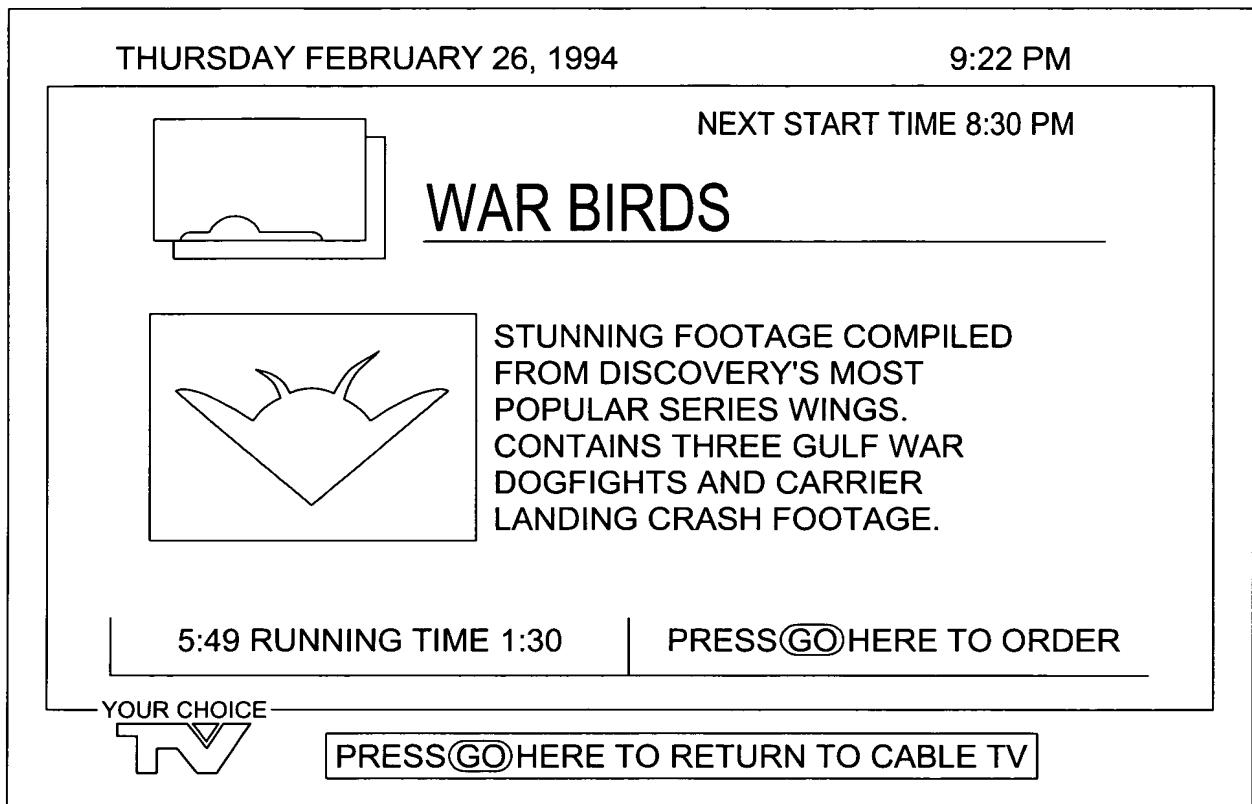 THURSDAY FEBRUARY 26, 1994 9:22 PM
NEXT START TIME 8:30 PM
WAR BIRDS
STUNNING FOOTAGE COMPILED
FROM DISCOVERY'S MOST
POPULAR SERIES WINGS.
CONTAINS THREE GULF WAR
DOGFIGHTS AND CARRIER
LANDING CRASH FOOTAGE.
5:49 RUNNING TIME 1:30 PRESS GO HERE TO ORDER
YOUR CHOICE
TV
PRESS GO HERE TO RETURN TO CABLE TV